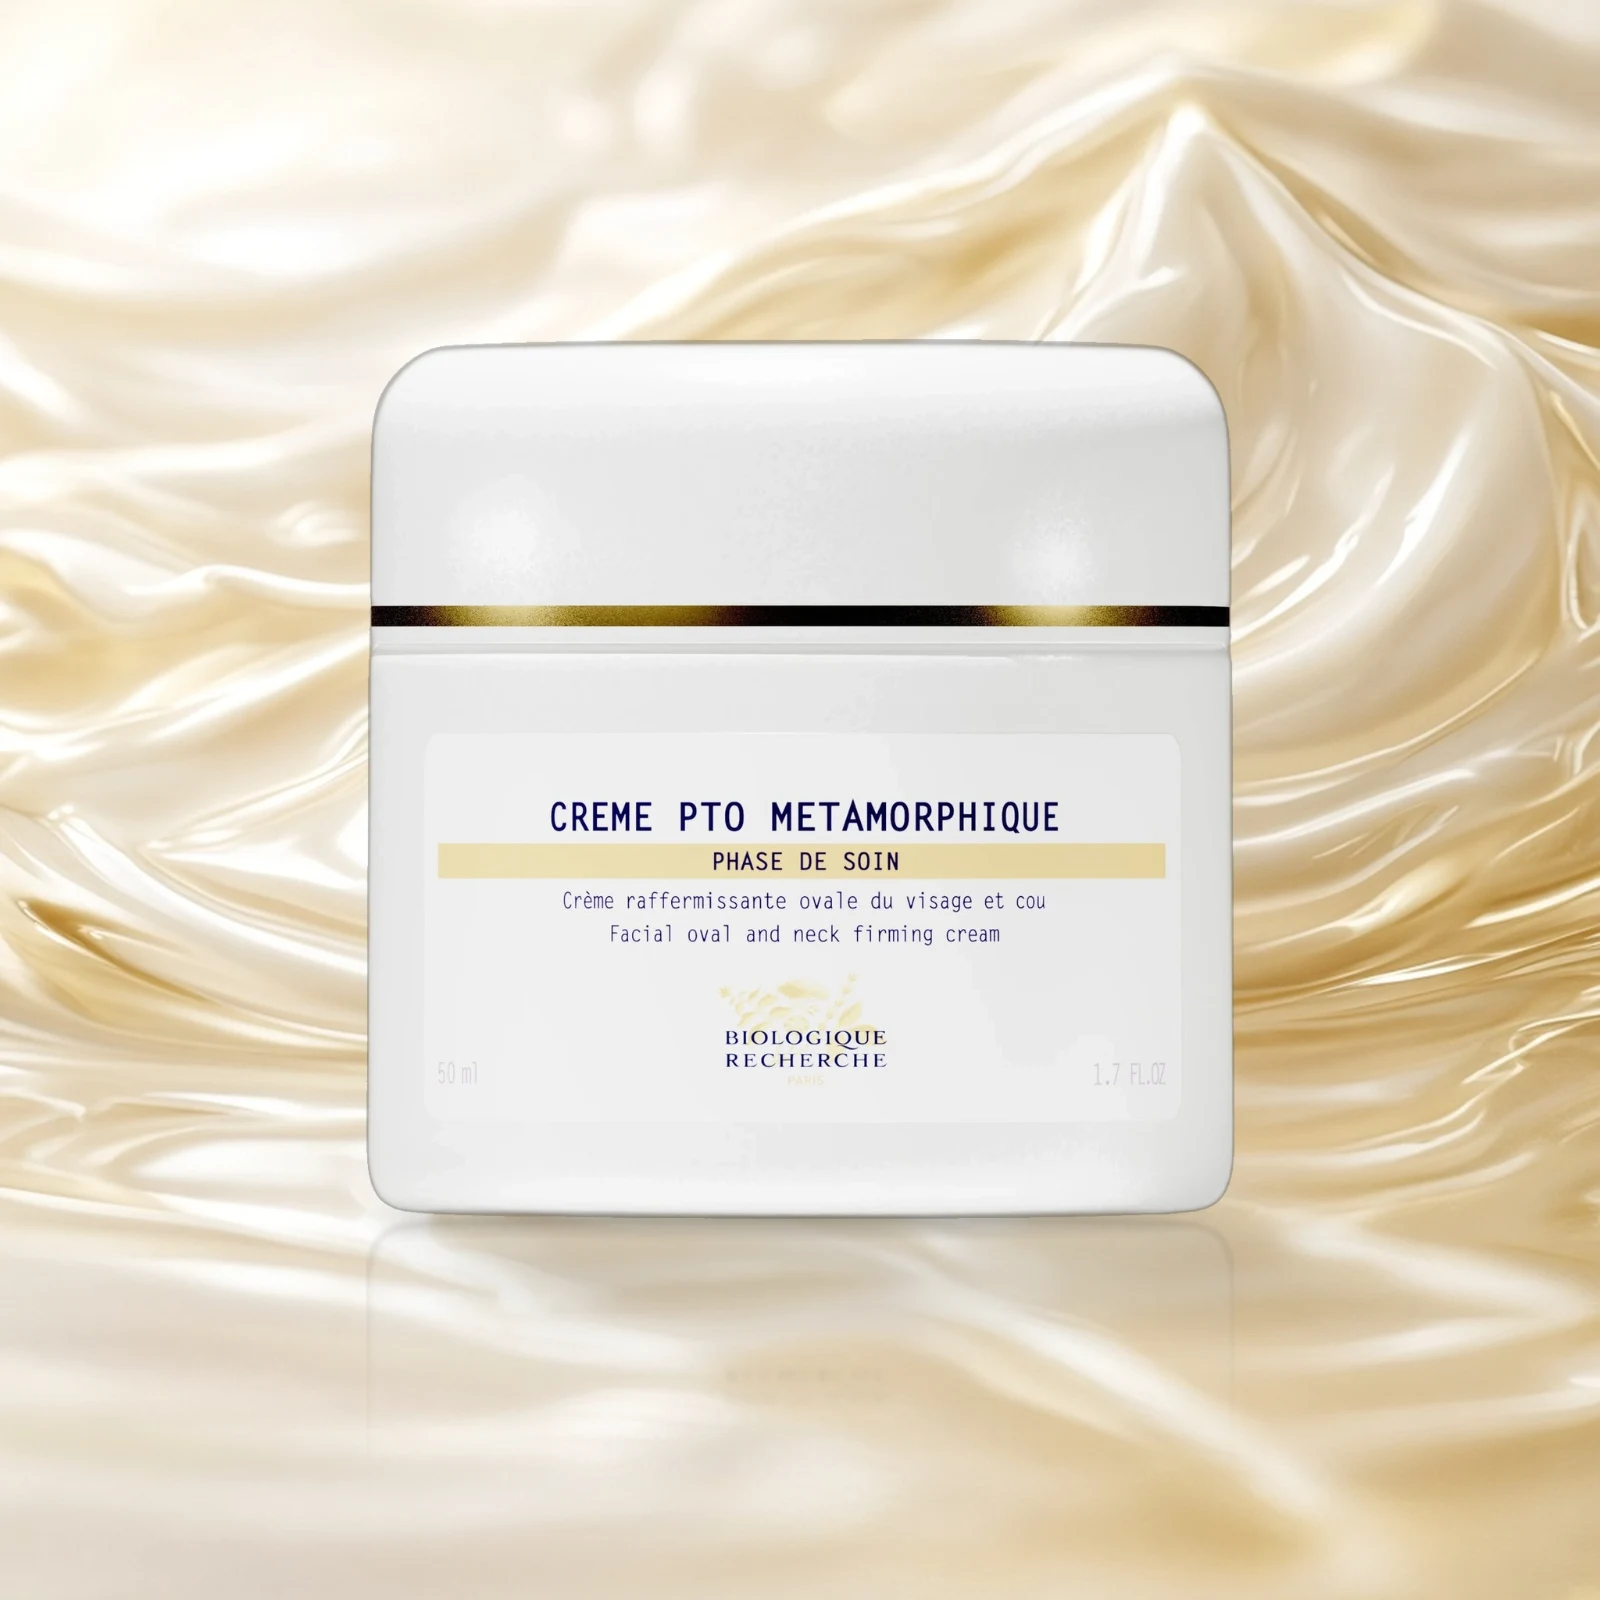 CREME PTO METAMORPHIQUE
PHASE DE SOIN
Crème raffermissante ovale du visage et cou
Facial oval and neck firming cream
BIOLOGIQUE
RECHERCHE
PARIS
50 ml
1.7 FL.OZ